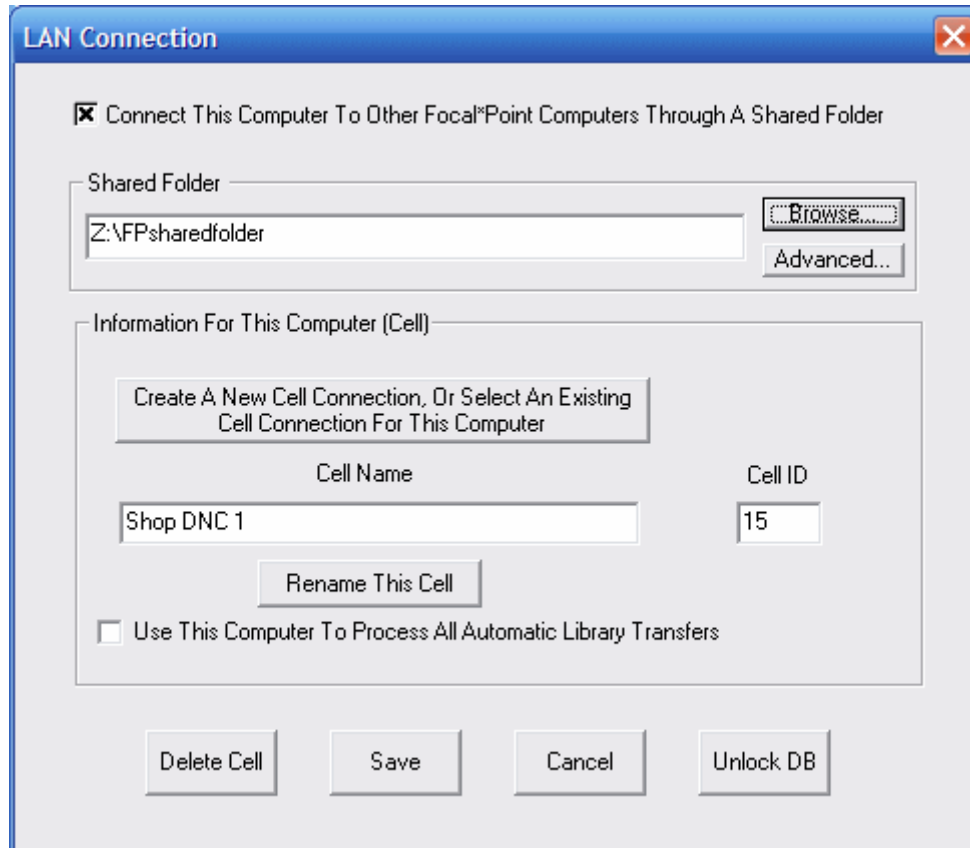 LAN Connection
Connect This Computer To Other Focal*Point Computers Through A Shared Folder
Shared Folder
Z:\FPsharedfolder
Browse...
Advanced...
Information For This Computer (Cell)
Create A New Cell Connection, Or Select An Existing
Cell Connection For This Computer
Cell Name
Cell ID
Shop DNC 1
15
Rename This Cell
Use This Computer To Process All Automatic Library Transfers
Delete Cell
Save
Cancel
Unlock DB